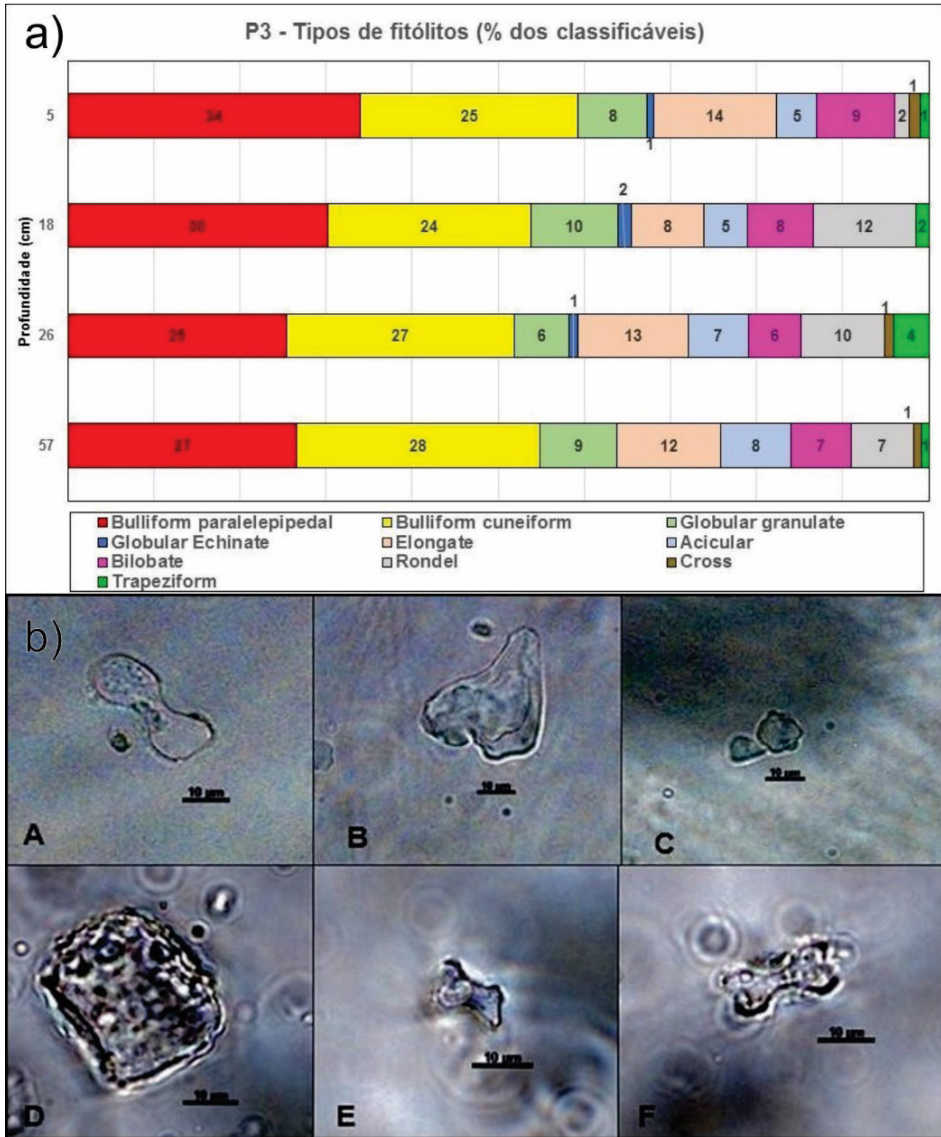 a)
P3 - Tipos de fitólitos (% dos classificáveis)
Profundidade (cm)
1
5 34 25 8 14 5 9 2 1
1
2
18 30 24 10 8 5 8 12 2
1 1
26 26 27 6 13 7 6 10 4
1
57 27 28 9 12 8 7 7 1
Bulliform paralelepipedal Bulliform cuneiform Globular granulate
Globular Echinate Elongate Acicular
Bilobate Rondel Cross
Trapeziform
b)
10 µm 10 µm 10 µm
A B C
10 µm 10 µm 10 µm
D E F